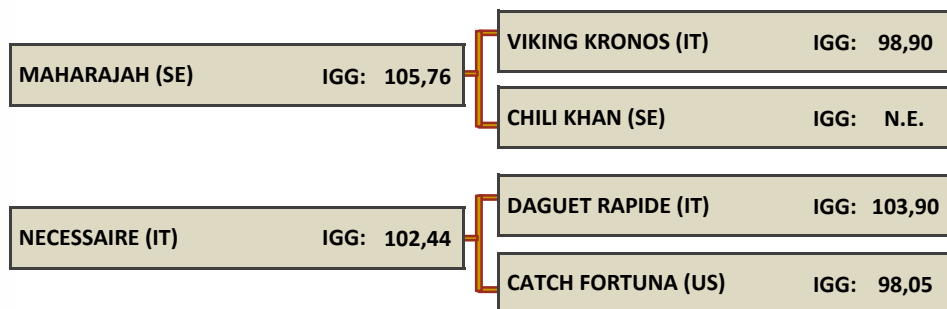 VIKING KRONOS (IT) IGG: 98,90
MAHARAJAH (SE) IGG: 105,76
CHILI KHAN (SE) IGG: N.E.
DAGUET RAPIDE (IT) IGG: 103,90
NECESSAIRE (IT) IGG: 102,44
CATCH FORTUNA (US) IGG: 98,05